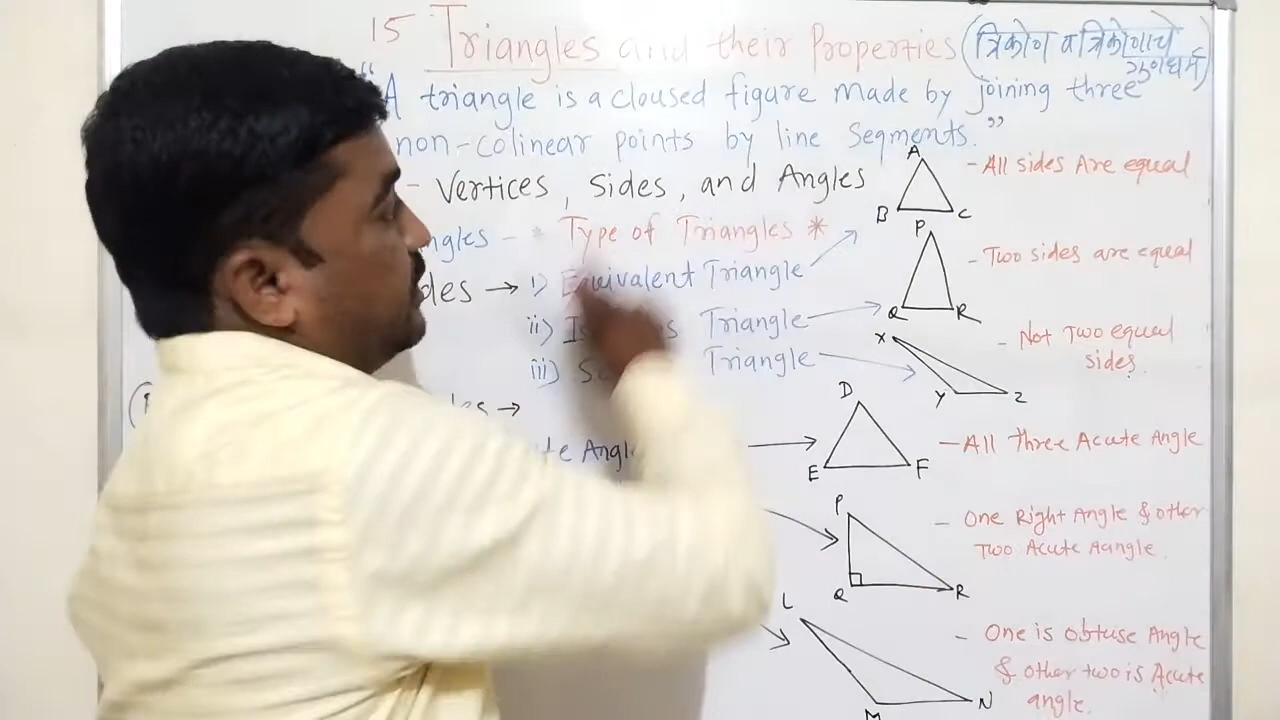 15 Triangles and their Properties (त्रिकोण व त्रिकोणाचे गुणधर्म)
"A triangle is a cloused figure made by joining three
non-colinear points by line segments."
- Vertices, Sides, and Angles
ngles - * Type of Triangles *
des → i) Equivalent Triangle
ii) Triangle
iii) Triangle
→
Angl
A
B C
- All sides Are equal
P
Q R
- Two sides are equal
X
Y Z
- Not Two equal
sides.
D
E F
- All three Acute Angle
P
Q R
- One Right Angle & other
Two Acute Aangle.
L
M N
- One is obtuse Angle
& other two is Acute
angle.